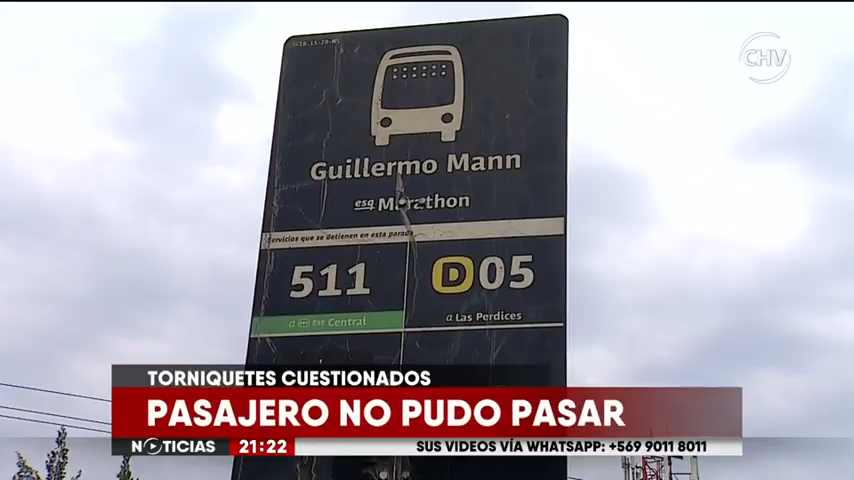 CHV
Guillermo Mann
esq Marathon
Servicios que se detienen en esta parada
511
D05
a Est Central
a Las Perdices
TORNIQUETES CUESTIONADOS
PASAJERO NO PUDO PASAR
NOTICIAS 21:22 SUS VIDEOS VÍA WHATSAPP: +569 9011 8011